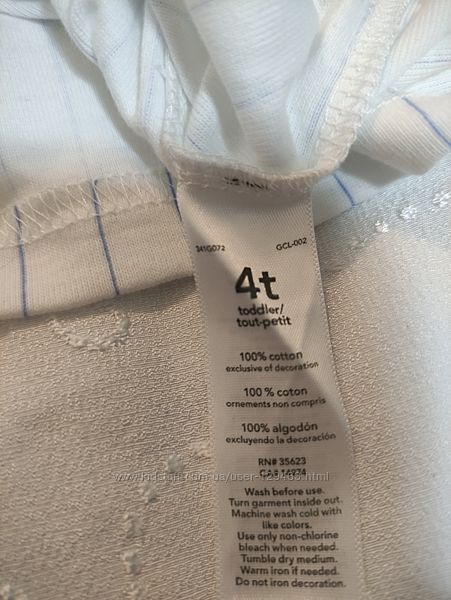 341G072
GCL-002
4t
toddler/
tout-petit
100% cotton
exclusive of decoration
100% coton
ornements non compris
100% algodón
excluyendo la decoración
RN# 35623
Wash before use.
Turn garment inside out.
Machine wash cold with
like colors.
Use only non-chlorine
bleach when needed.
Tumble dry medium.
Warm iron if needed.
Do not iron decoration.